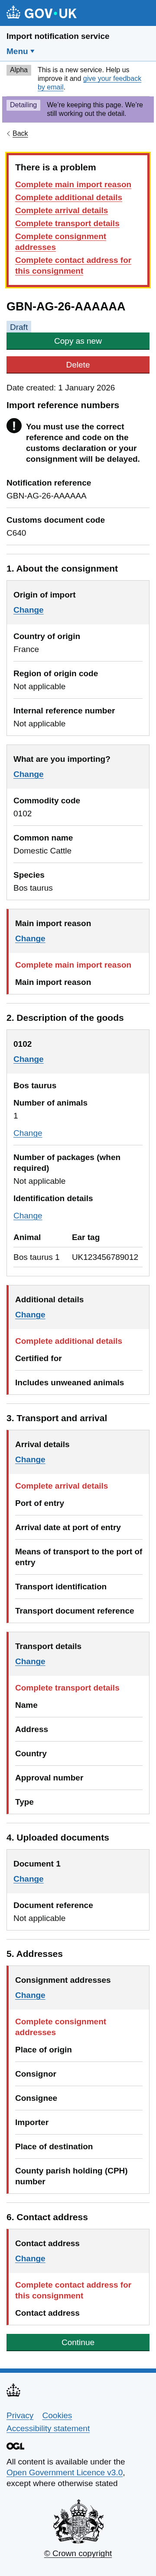 GOV·UK
Import notification service
Menu
Alpha
This is a new service. Help us
improve it and give your feedback
by email.
Detailing
We're keeping this page. We're
still working out the detail.
Back
There is a problem
Complete main import reason
Complete additional details
Complete arrival details
Complete transport details
Complete consignment
addresses
Complete contact address for
this consignment
GBN-AG-26-AAAAAA
Draft
Copy as new
Delete
Date created: 1 January 2026
Import reference numbers
! You must use the correct
reference and code on the
customs declaration or your
consignment will be delayed.
Notification reference
GBN-AG-26-AAAAAA
Customs document code
C640
1. About the consignment
Origin of import
Change
Country of origin
France
Region of origin code
Not applicable
Internal reference number
Not applicable
What are you importing?
Change
Commodity code
0102
Common name
Domestic Cattle
Species
Bos taurus
Main import reason
Change
Complete main import reason
Main import reason
2. Description of the goods
0102
Change
Bos taurus
Number of animals
1
Change
Number of packages (when
required)
Not applicable
Identification details
Change
Animal Ear tag
Bos taurus 1 UK123456789012
Additional details
Change
Complete additional details
Certified for
Includes unweaned animals
3. Transport and arrival
Arrival details
Change
Complete arrival details
Port of entry
Arrival date at port of entry
Means of transport to the port of
entry
Transport identification
Transport document reference
Transport details
Change
Complete transport details
Name
Address
Country
Approval number
Type
4. Uploaded documents
Document 1
Change
Document reference
Not applicable
5. Addresses
Consignment addresses
Change
Complete consignment
addresses
Place of origin
Consignor
Consignee
Importer
Place of destination
County parish holding (CPH)
number
6. Contact address
Contact address
Change
Complete contact address for
this consignment
Contact address
Continue
Privacy Cookies
Accessibility statement
OGL
All content is available under the
Open Government Licence v3.0,
except where otherwise stated
© Crown copyright